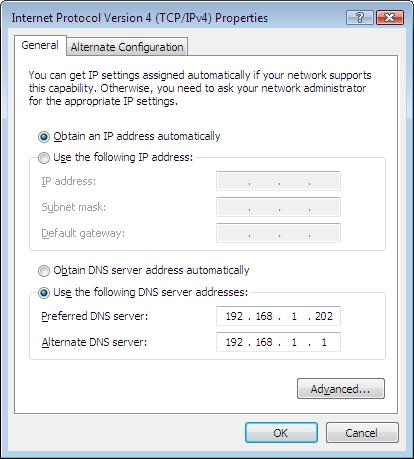 Internet Protocol Version 4 (TCP/IPv4) Properties
General
Alternate Configuration
You can get IP settings assigned automatically if your network supports
this capability. Otherwise, you need to ask your network administrator
for the appropriate IP settings.
Obtain an IP address automatically
Use the following IP address:
IP address:
. . .
Subnet mask:
. . .
Default gateway:
. . .
Obtain DNS server address automatically
Use the following DNS server addresses:
Preferred DNS server:
192 . 168 . 1 . 202
Alternate DNS server:
192 . 168 . 1 . 1
Advanced...
OK
Cancel